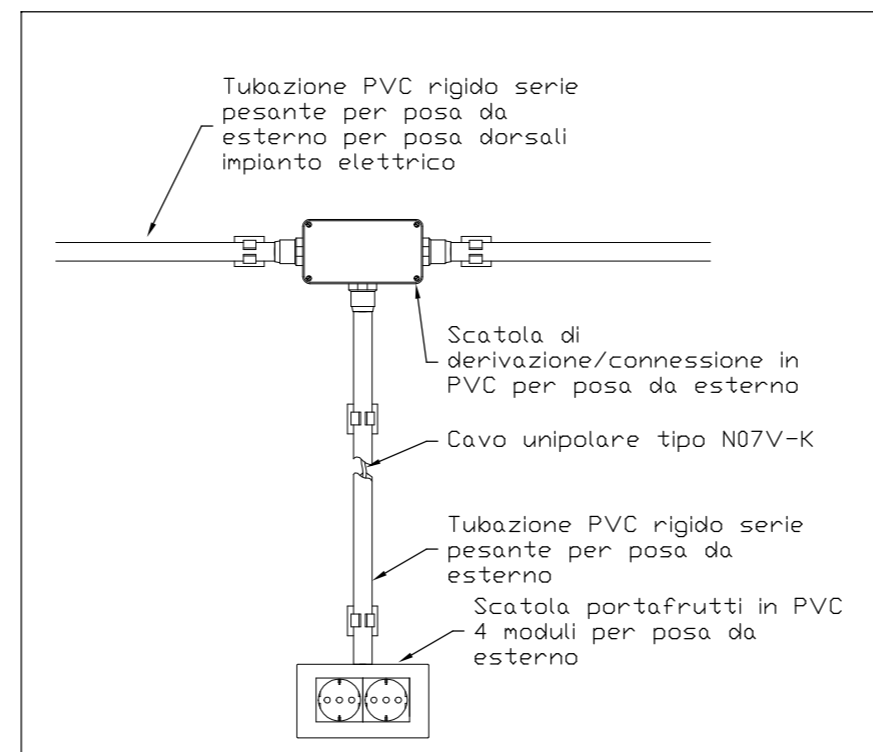 Tubazione PVC rigido serie
pesante per posa da
esterno per posa dorsali
impianto elettrico
Scatola di
derivazione/connessione in
PVC per posa da esterno
Cavo unipolare tipo N07V-K
Tubazione PVC rigido serie
pesante per posa da
esterno
Scatola portafrutti in PVC
4 moduli per posa da
esterno